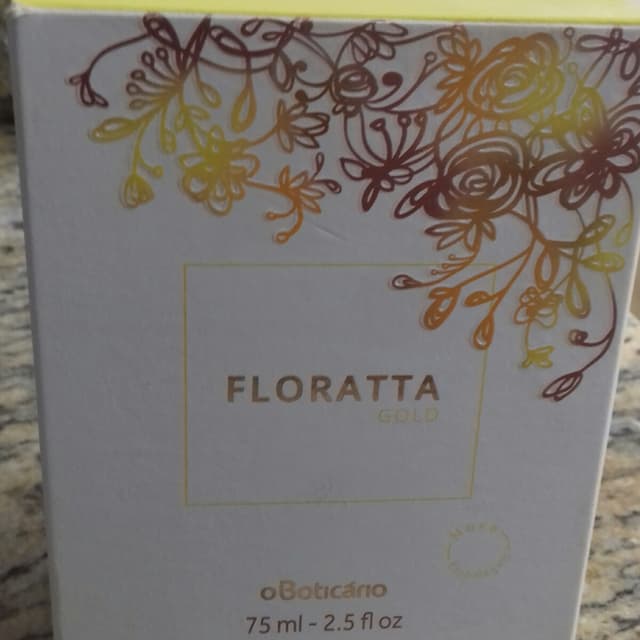 FLORATTA
GOLD
oBoticário
75 ml - 2.5 fl oz